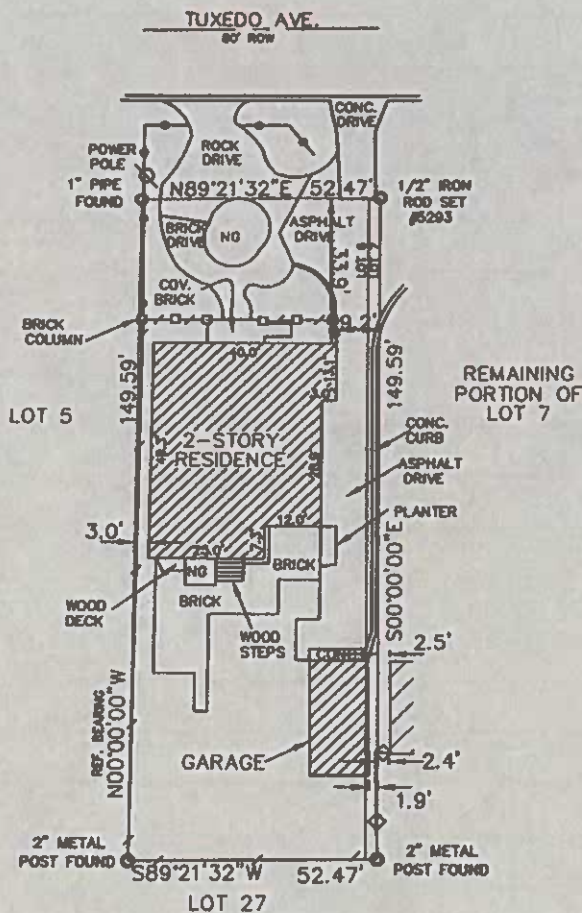 TUXEDO AVE.
80' ROW
CONC.
DRIVE
ROCK
DRIVE
POWER
POLE
1" PIPE
FOUND
N89°21'32"E 52.47'
1/2" IRON
ROD SET
#5293
BRICK
DRIVE
NG
ASPHALT
DRIVE
33.9'
COV.
BRICK
BRICK
COLUMN
40.0'
149.59'
149.59'
REMAINING
PORTION OF
LOT 7
LOT 5
2-STORY
RESIDENCE
CONC.
CURB
ASPHALT
DRIVE
12.0'
PLANTER
3.0'
BRICK
NG
WOOD
DECK
BRICK
WOOD
STEPS
S00°00'00"E
2.5'
REF. BEARING
N00°00'00"W
GARAGE
2.4'
1.9'
2" METAL
POST FOUND
S89°21'32"W 52.47'
2" METAL
POST FOUND
LOT 27